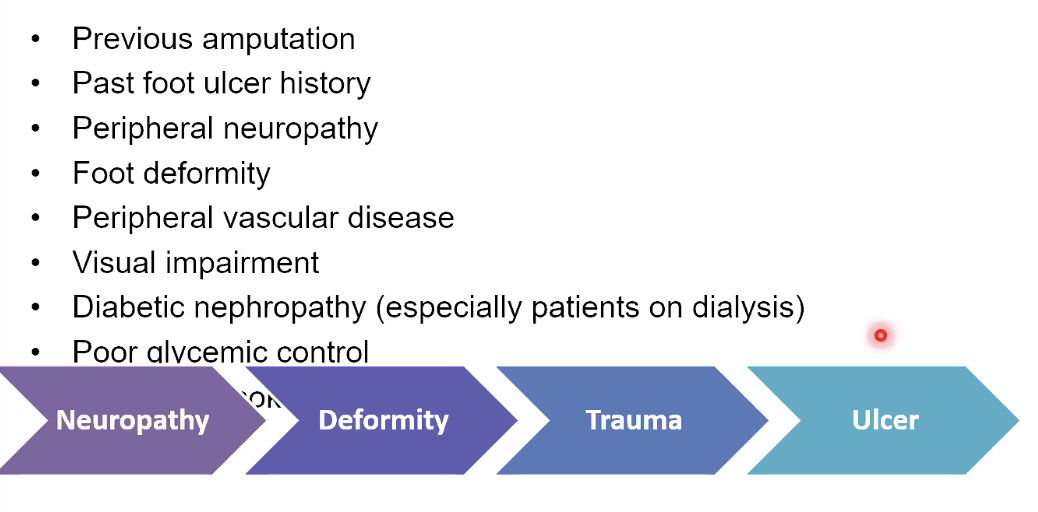 • Previous amputation
• Past foot ulcer history
• Peripheral neuropathy
• Foot deformity
• Peripheral vascular disease
• Visual impairment
• Diabetic nephropathy (especially patients on dialysis)
• Poor glycemic control
Neuropathy Deformity Trauma Ulcer